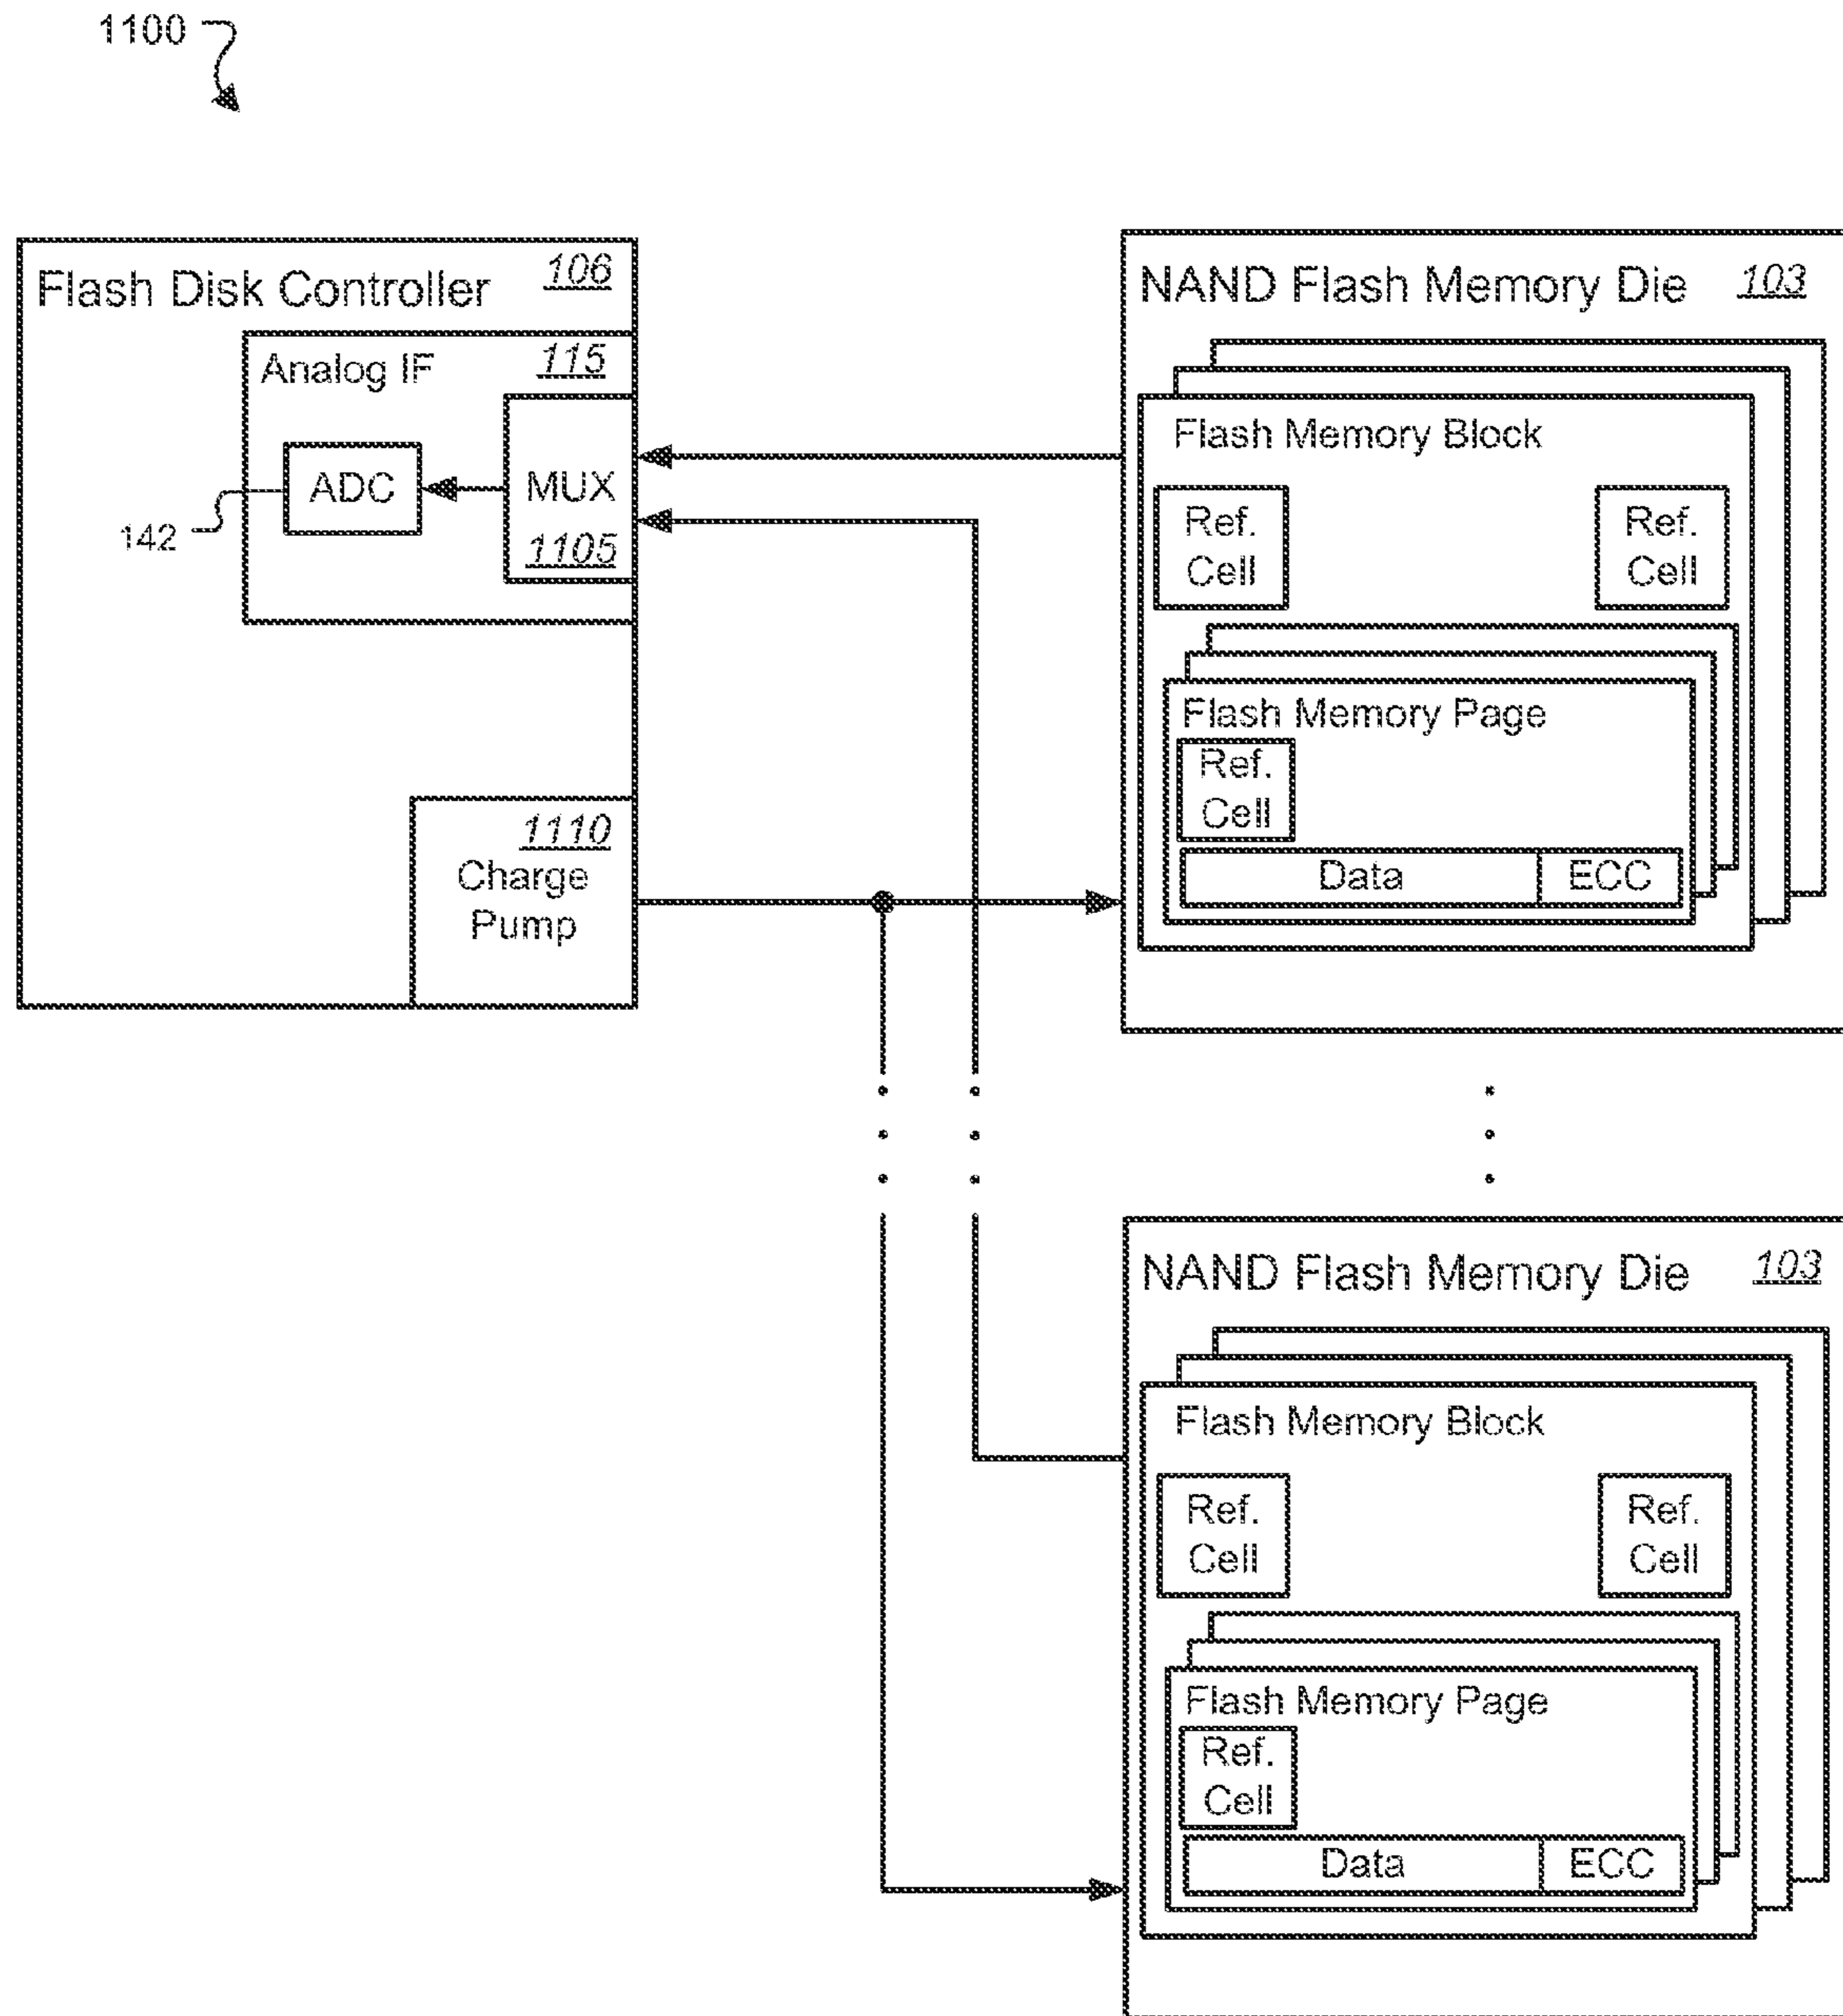 1100
Flash Disk Controller 106
Analog IF 115
ADC
MUX
1105
142
1110
Charge
Pump
NAND Flash Memory Die 103
Flash Memory Block
Ref.
Cell
Ref.
Cell
Flash Memory Page
Ref.
Cell
Data
ECC
NAND Flash Memory Die 103
Flash Memory Block
Ref.
Cell
Ref.
Cell
Flash Memory Page
Ref.
Cell
Data
ECC